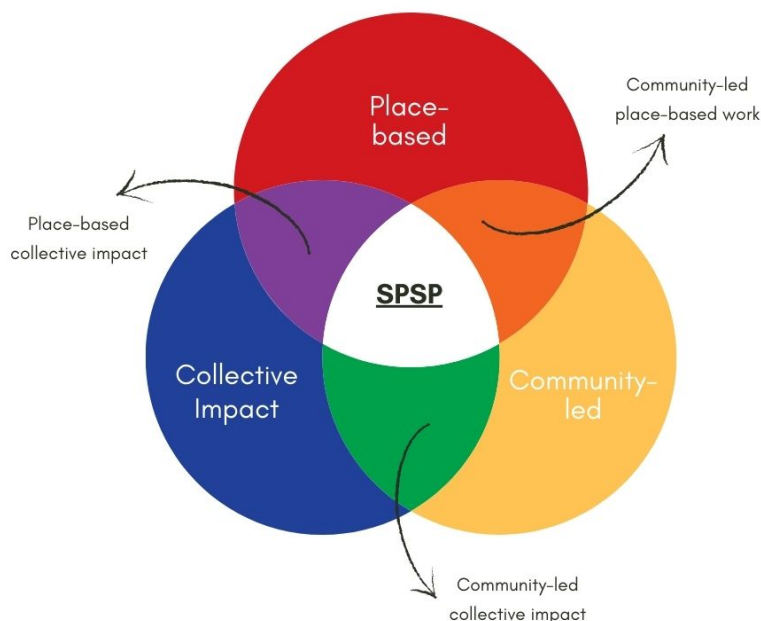 Place-
based
Community-led
place-based work
Place-based
collective impact
SPSP
Collective
Impact
Community-
led
Community-led
collective impact